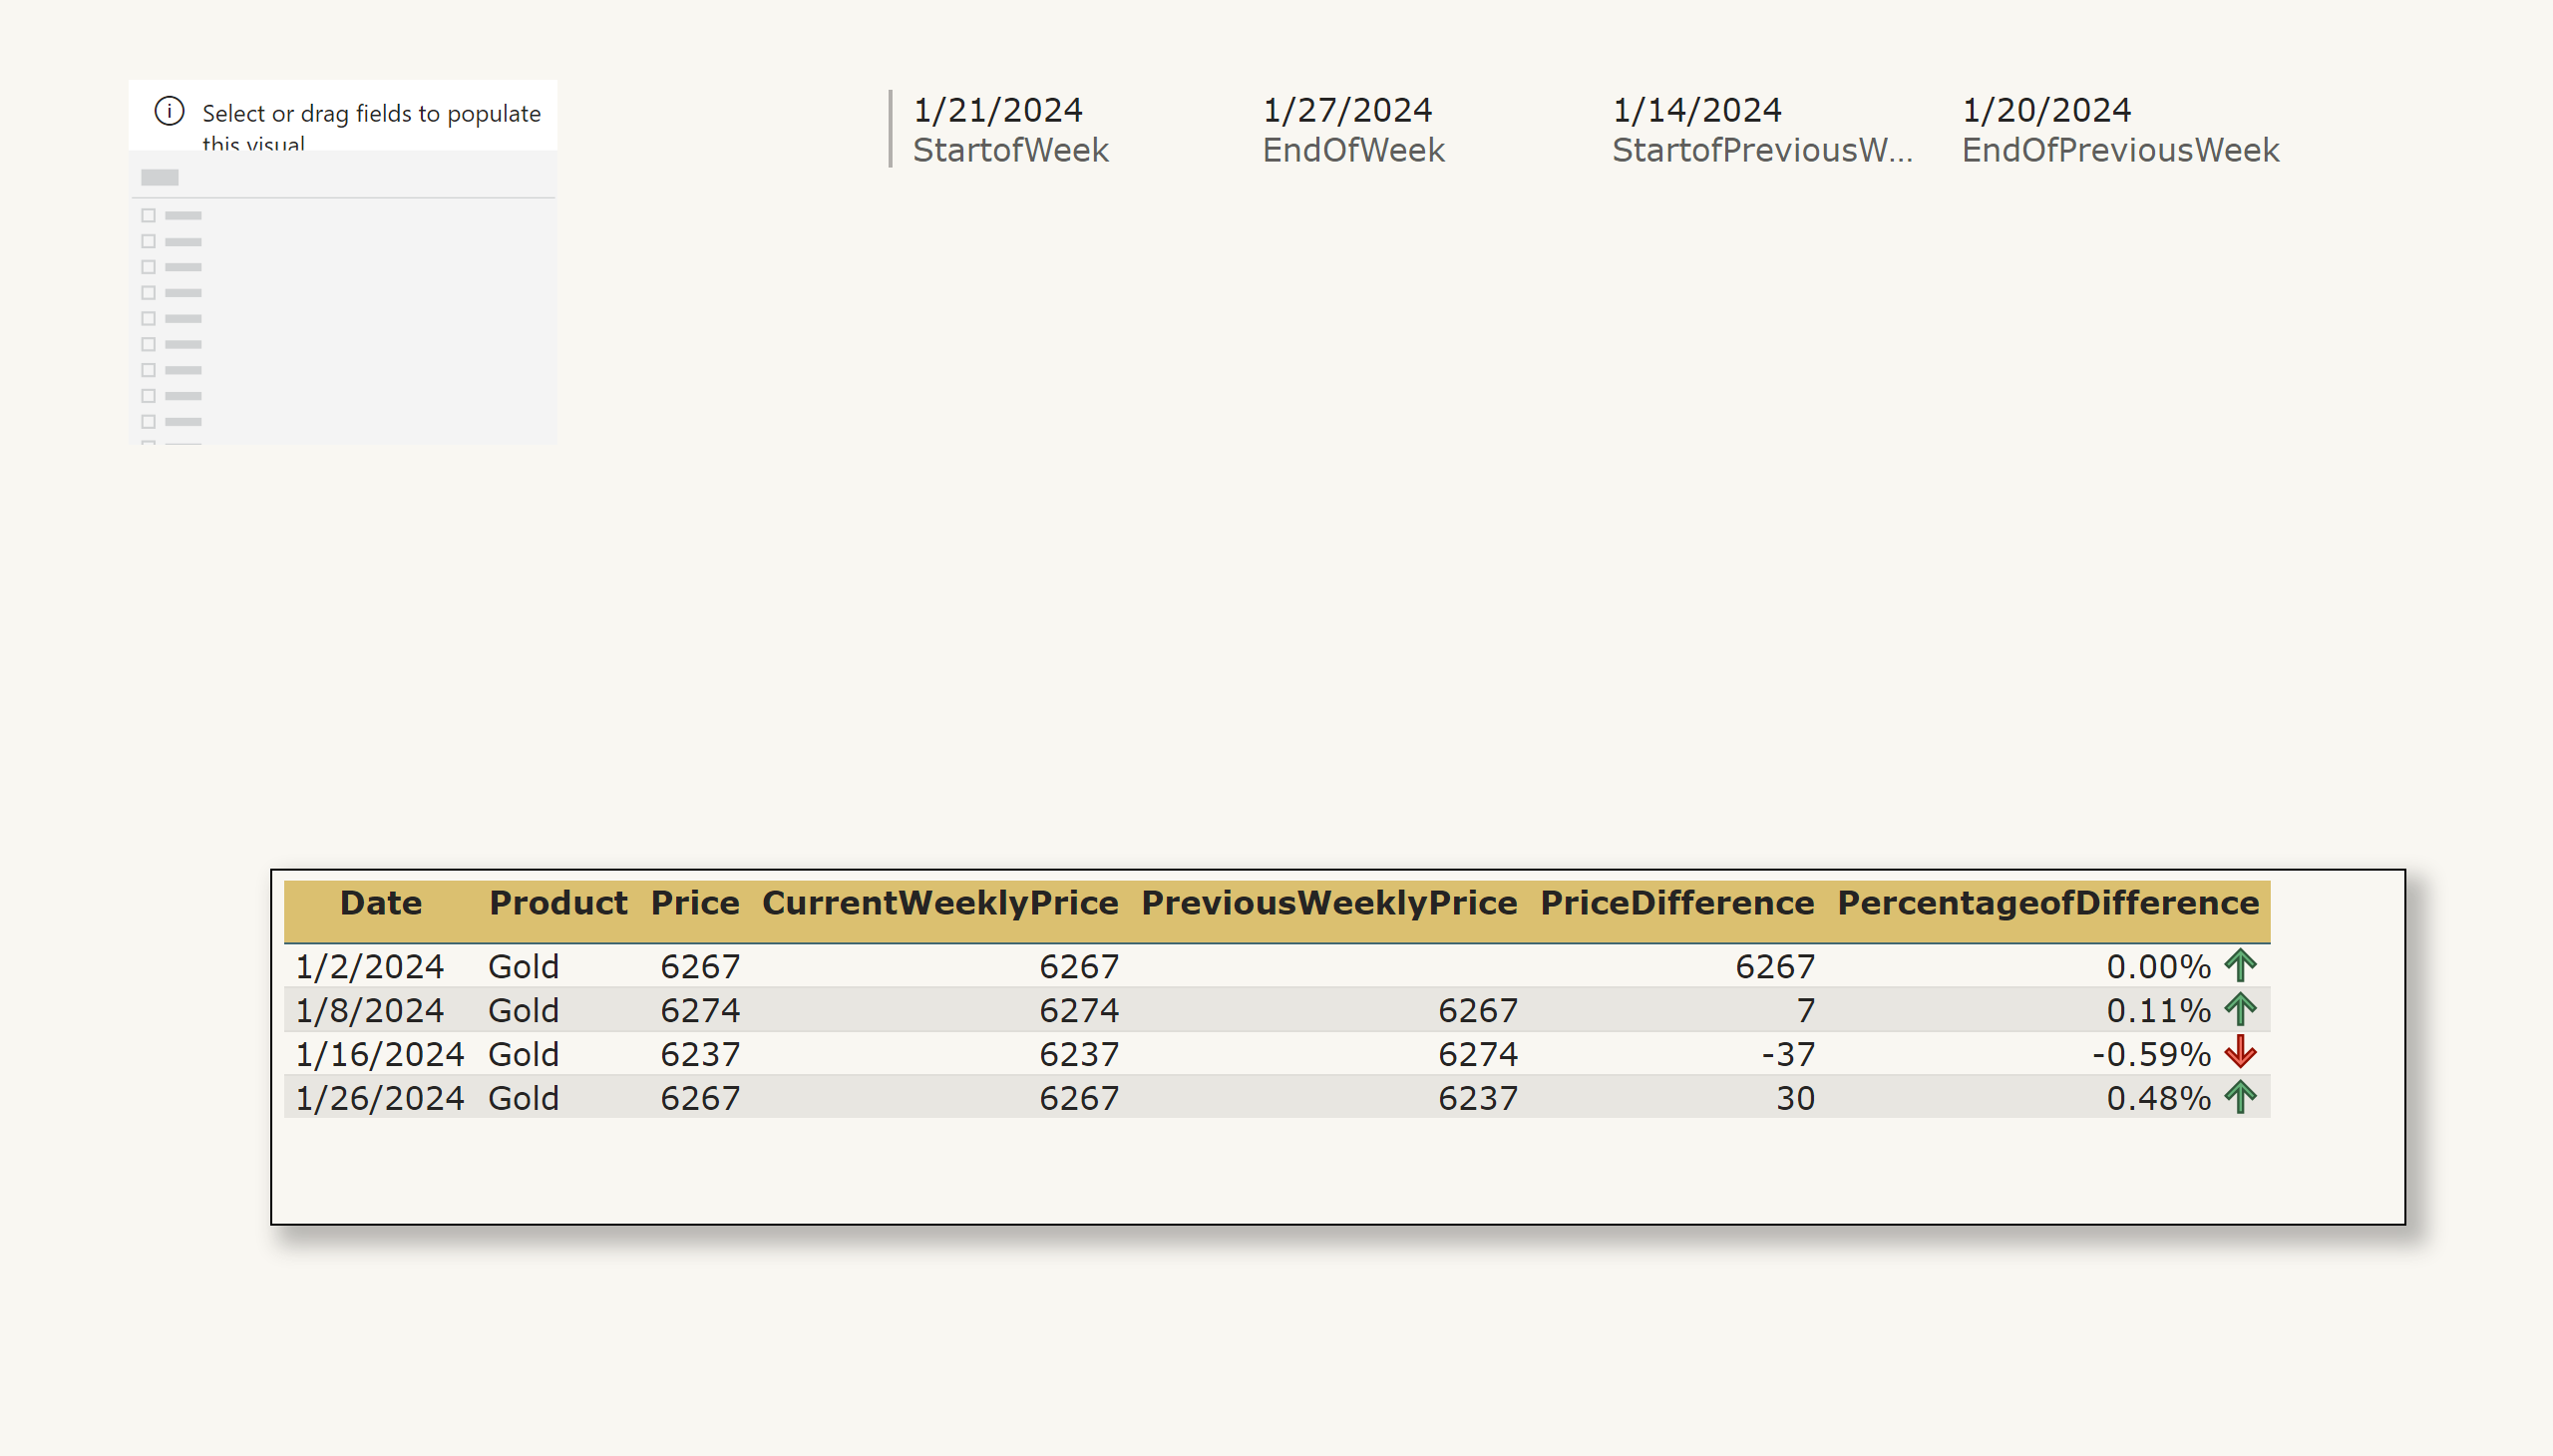 Select or drag fields to populate
this visual
1/21/2024 1/27/2024 1/14/2024 1/20/2024
StartofWeek EndOfWeek StartofPreviousW... EndOfPreviousWeek
Date Product Price CurrentWeeklyPrice PreviousWeeklyPrice PriceDifference PercentageofDifference
1/2/2024 Gold 6267 6267 6267 0.00%
1/8/2024 Gold 6274 6274 6267 7 0.11%
1/16/2024 Gold 6237 6237 6274 -37 -0.59%
1/26/2024 Gold 6267 6267 6237 30 0.48%